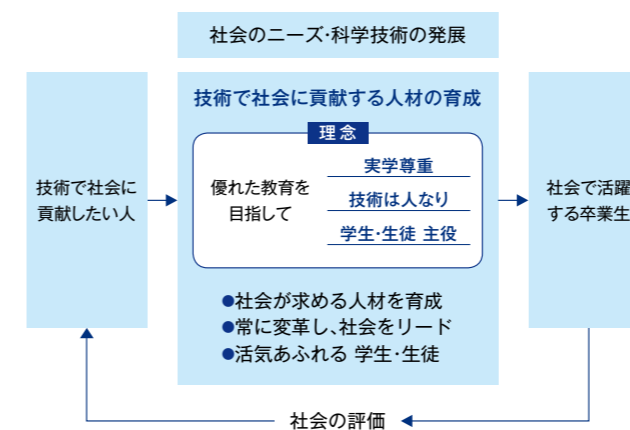 社会のニーズ・科学技術の発展
技術で社会に貢献する人材の育成
理念
技術で社会に
貢献したい人
優れた教育を
目指して
実学尊重
技術は人なり
学生・生徒 主役
社会で活躍
する卒業生
●社会が求める人材を育成
●常に変革し、社会をリード
●活気あふれる 学生・生徒
社会の評価